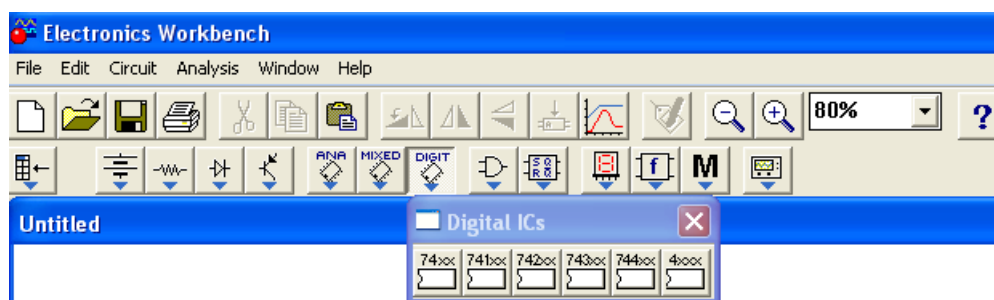 Electronics Workbench
File Edit Circuit Analysis Window Help
80% ?
ANA MIXED DIGIT
S Q R Q f M
Untitled
Digital ICs
74xx 741xx 742xx 743xx 744xx 4xxx